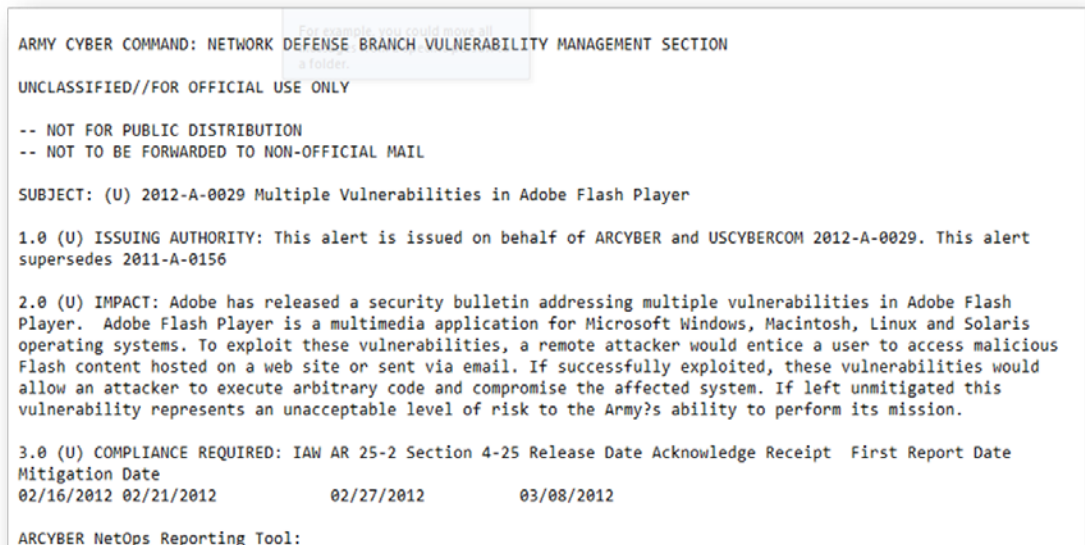 For example, you could move all
ARMY CYBER COMMAND: NETWORK DEFENSE BRANCH VULNERABILITY MANAGEMENT SECTION
a folder.
UNCLASSIFIED//FOR OFFICIAL USE ONLY
-- NOT FOR PUBLIC DISTRIBUTION
-- NOT TO BE FORWARDED TO NON-OFFICIAL MAIL
SUBJECT: (U) 2012-A-0029 Multiple Vulnerabilities in Adobe Flash Player
1.0 (U) ISSUING AUTHORITY: This alert is issued on behalf of ARCYBER and USCYBERCOM 2012-A-0029. This alert
supersedes 2011-A-0156
2.0 (U) IMPACT: Adobe has released a security bulletin addressing multiple vulnerabilities in Adobe Flash
Player.  Adobe Flash Player is a multimedia application for Microsoft Windows, Macintosh, Linux and Solaris
operating systems. To exploit these vulnerabilities, a remote attacker would entice a user to access malicious
Flash content hosted on a web site or sent via email. If successfully exploited, these vulnerabilities would
allow an attacker to execute arbitrary code and compromise the affected system. If left unmitigated this
vulnerability represents an unacceptable level of risk to the Army?s ability to perform its mission.
3.0 (U) COMPLIANCE REQUIRED: IAW AR 25-2 Section 4-25 Release Date Acknowledge Receipt  First Report Date
Mitigation Date
02/16/2012 02/21/2012            02/27/2012          03/08/2012
ARCYBER NetOps Reporting Tool: